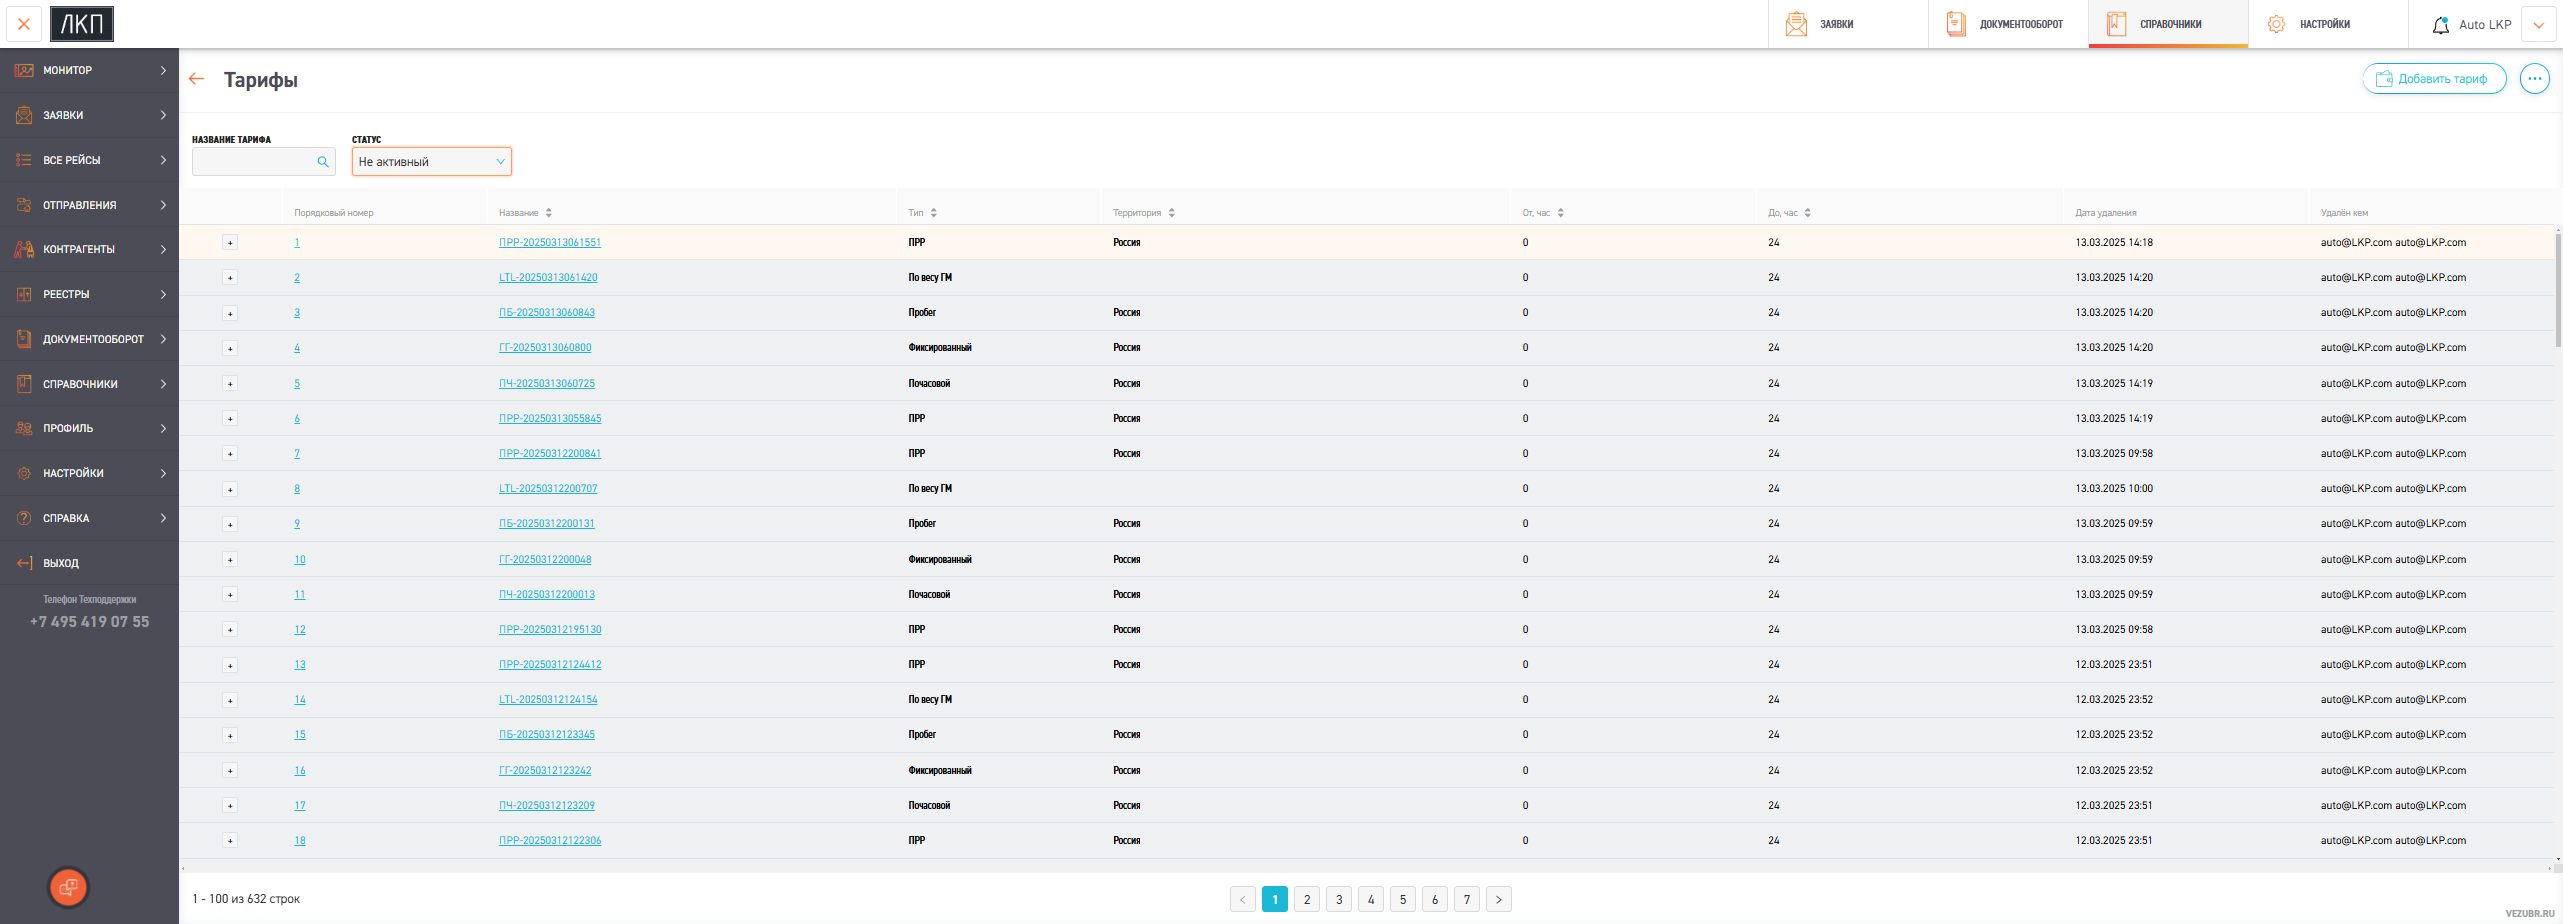 ЛКП
ЗАЯВКИ
ДОКУМЕНТООБОРОТ
СПРАВОЧНИКИ
НАСТРОЙКИ
Auto LKP
МОНИТОР
ЗАЯВКИ
ВСЕ РЕЙСЫ
ОТПРАВЛЕНИЯ
КОНТРАГЕНТЫ
РЕЕСТРЫ
ДОКУМЕНТООБОРОТ
СПРАВОЧНИКИ
ПРОФИЛЬ
НАСТРОЙКИ
СПРАВКА
ВЫХОД
Телефон Техподдержки
+7 495 419 07 55
Тарифы
Добавить тариф
НАЗВАНИЕ ТАРИФА СТАТУС
Не активный
Порядковый номер Название Тип Территория От, час До, час Дата удаления Удалён кем
+ 1 ПРР-20250313061551 ПРР Россия 0 24 13.03.2025 14:18 auto@LKP.com auto@LKP.com
+ 2 LTL-20250313061420 По весу ГМ 0 24 13.03.2025 14:20 auto@LKP.com auto@LKP.com
+ 3 ПБ-20250313060843 Пробег Россия 0 24 13.03.2025 14:20 auto@LKP.com auto@LKP.com
+ 4 ГГ-20250313060800 Фиксированный Россия 0 24 13.03.2025 14:20 auto@LKP.com auto@LKP.com
+ 5 ПЧ-20250313060725 Почасовой Россия 0 24 13.03.2025 14:19 auto@LKP.com auto@LKP.com
+ 6 ПРР-20250313055845 ПРР Россия 0 24 13.03.2025 14:19 auto@LKP.com auto@LKP.com
+ 7 ПРР-20250312200841 ПРР Россия 0 24 13.03.2025 09:58 auto@LKP.com auto@LKP.com
+ 8 LTL-20250312200707 По весу ГМ 0 24 13.03.2025 10:00 auto@LKP.com auto@LKP.com
+ 9 ПБ-20250312200131 Пробег Россия 0 24 13.03.2025 09:59 auto@LKP.com auto@LKP.com
+ 10 ГГ-20250312200048 Фиксированный Россия 0 24 13.03.2025 09:59 auto@LKP.com auto@LKP.com
+ 11 ПЧ-20250312200013 Почасовой Россия 0 24 13.03.2025 09:59 auto@LKP.com auto@LKP.com
+ 12 ПРР-20250312195130 ПРР Россия 0 24 13.03.2025 09:58 auto@LKP.com auto@LKP.com
+ 13 ПРР-20250312124412 ПРР Россия 0 24 12.03.2025 23:51 auto@LKP.com auto@LKP.com
+ 14 LTL-20250312124154 По весу ГМ 0 24 12.03.2025 23:52 auto@LKP.com auto@LKP.com
+ 15 ПБ-20250312123345 Пробег Россия 0 24 12.03.2025 23:52 auto@LKP.com auto@LKP.com
+ 16 ГГ-20250312123242 Фиксированный Россия 0 24 12.03.2025 23:52 auto@LKP.com auto@LKP.com
+ 17 ПЧ-20250312123209 Почасовой Россия 0 24 12.03.2025 23:51 auto@LKP.com auto@LKP.com
+ 18 ПРР-20250312122306 ПРР Россия 0 24 12.03.2025 23:51 auto@LKP.com auto@LKP.com
1 - 100 из 632 строк
< 1 2 3 4 5 6 7 >
VEZUBR.RU